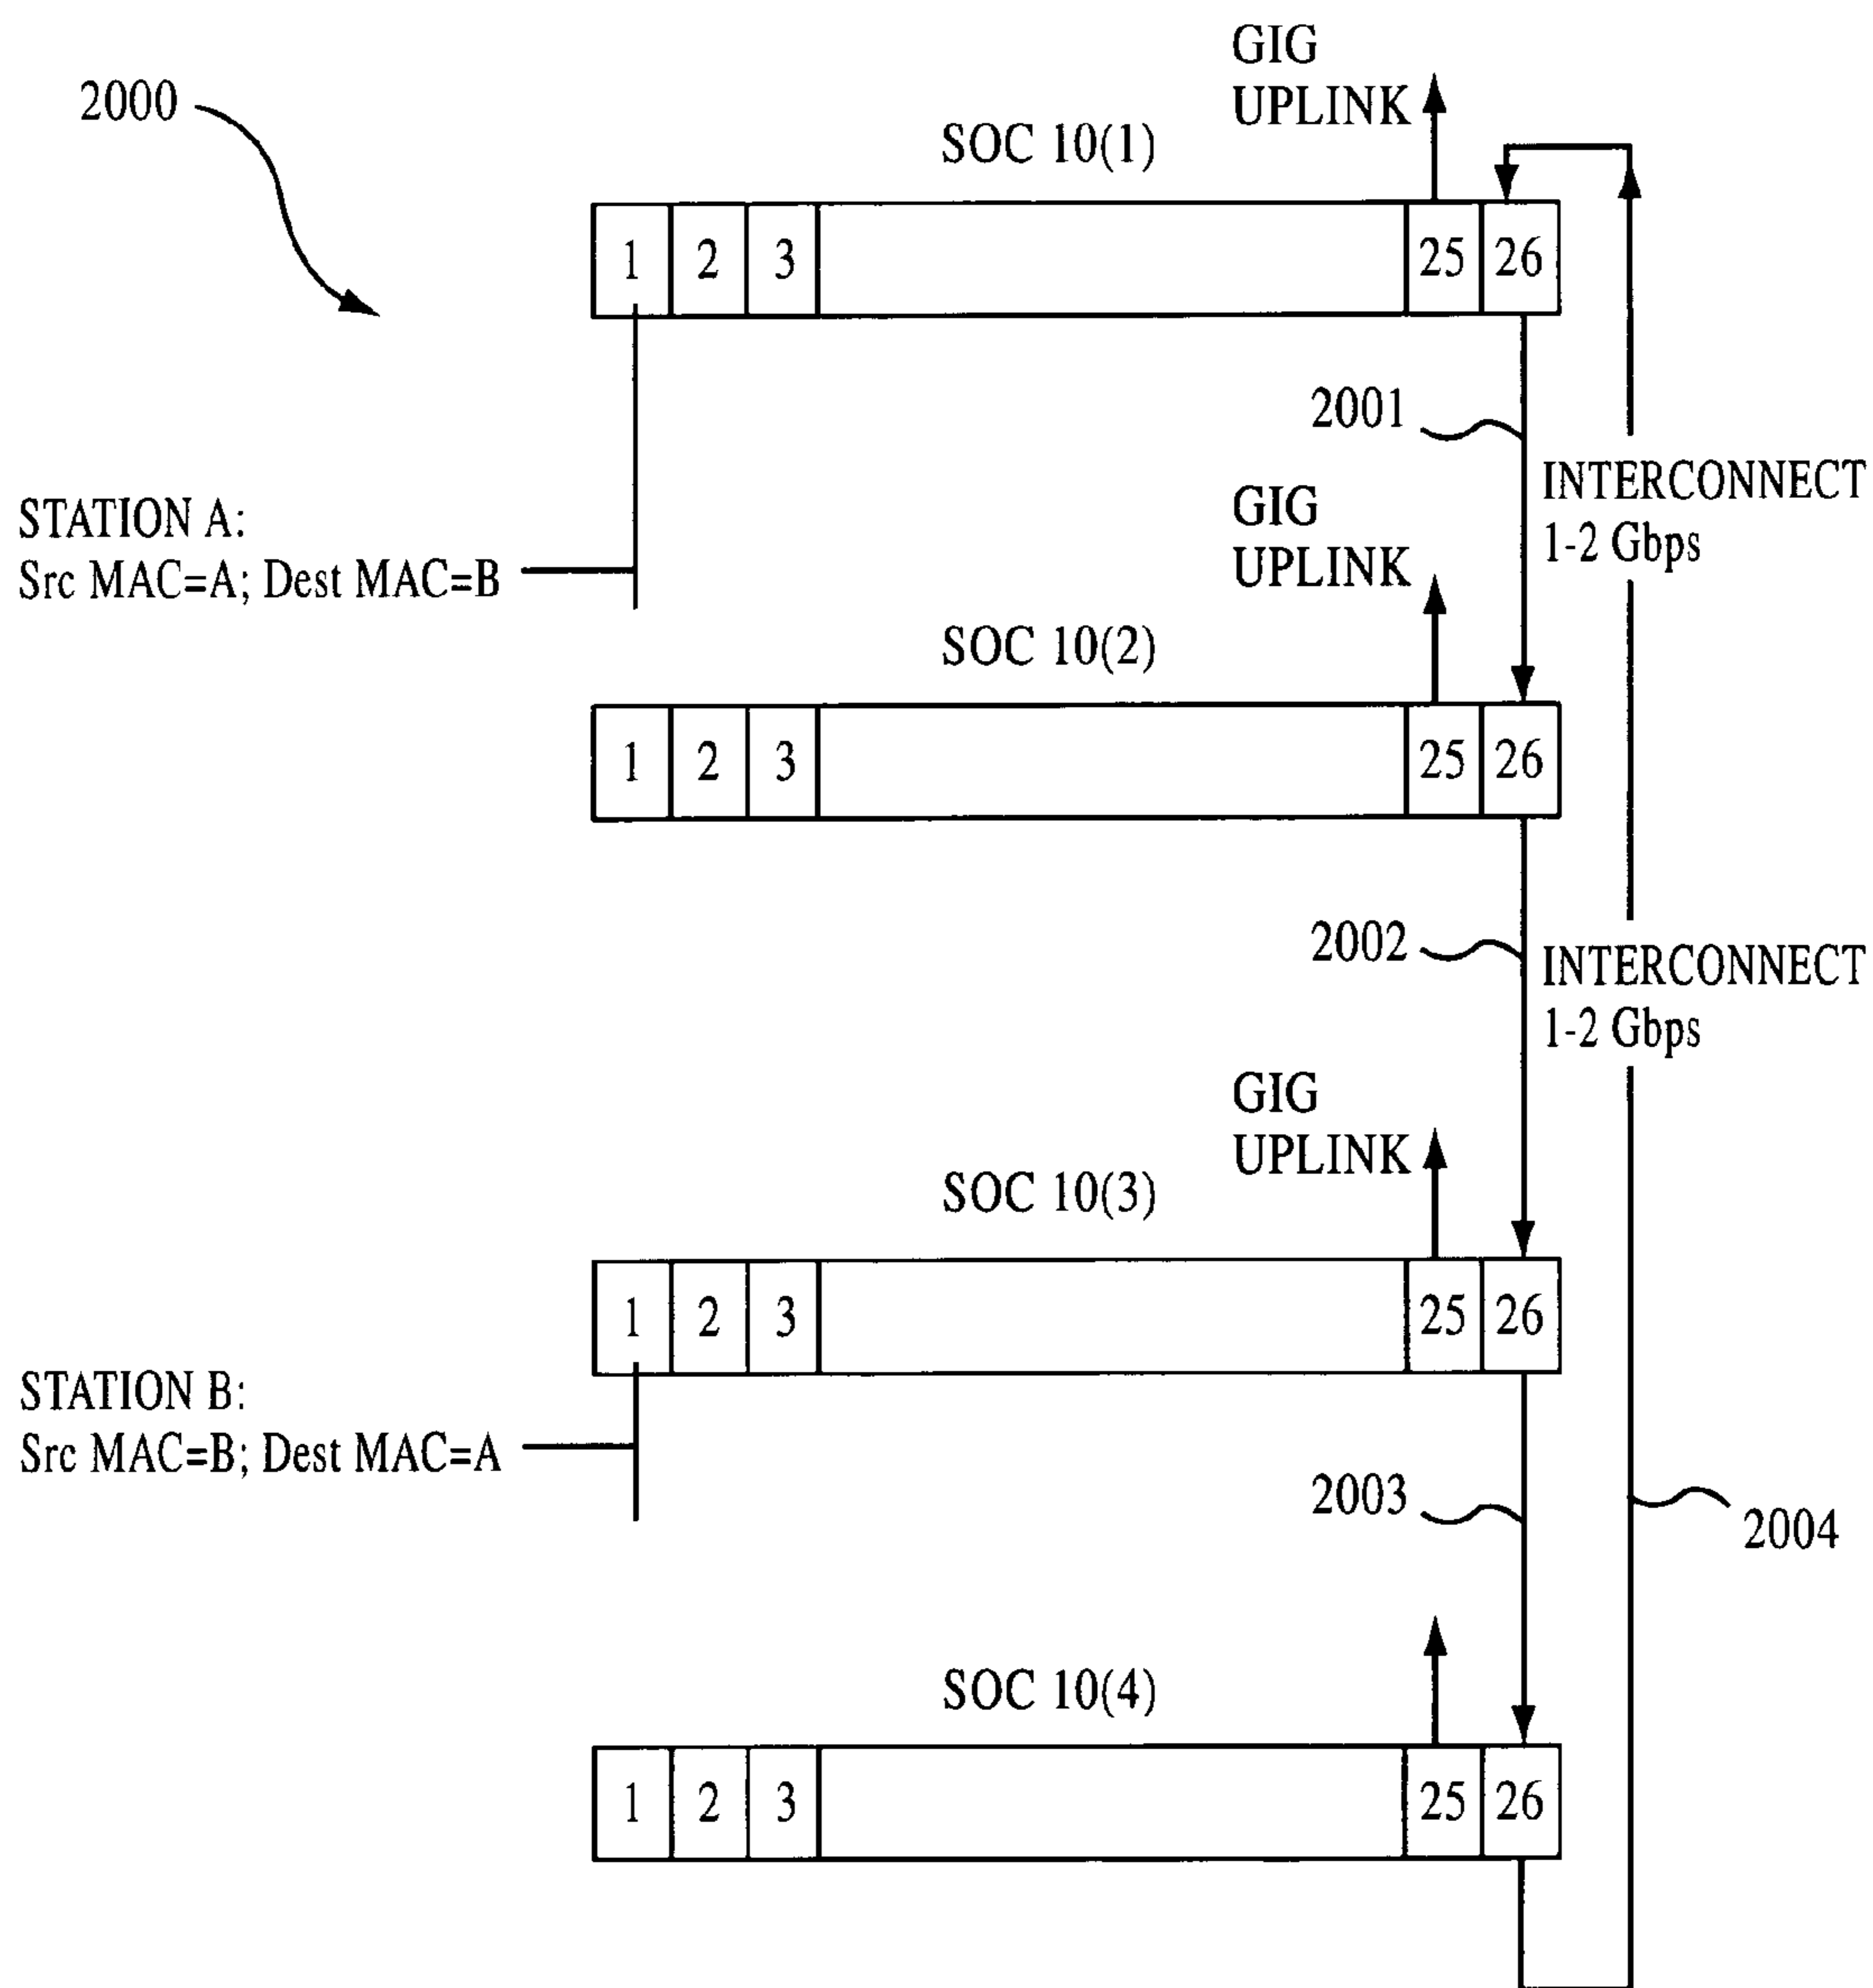 GIG
UPLINK
2000
SOC 10(1)
1 2 3 25 26
2001
INTERCONNECT
1-2 Gbps
GIG
UPLINK
STATION A:
Src MAC=A; Dest MAC=B
SOC 10(2)
1 2 3 25 26
2002
INTERCONNECT
1-2 Gbps
GIG
UPLINK
SOC 10(3)
1 2 3 25 26
STATION B:
Src MAC=B; Dest MAC=A
2003
2004
SOC 10(4)
1 2 3 25 26